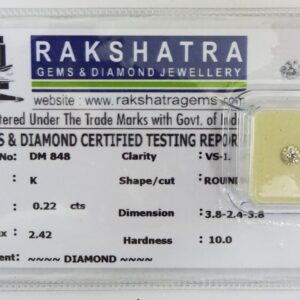 RAKSHATRA
GEMS & DIAMOND JEWELLERY
website : www.rakshatragems.com
tered Under The Trade Marks with Govt. of Ind
S & DIAMOND CERTIFIED TESTING REPOR
No: DM 848 Clarity VS-1.
K Shape/cut ROUN
0.22 cts Dimension 3.8-2.4-3.8
ex 2.42 Hardness 10.0
ent: ~~~~ DIAMOND ~~~~